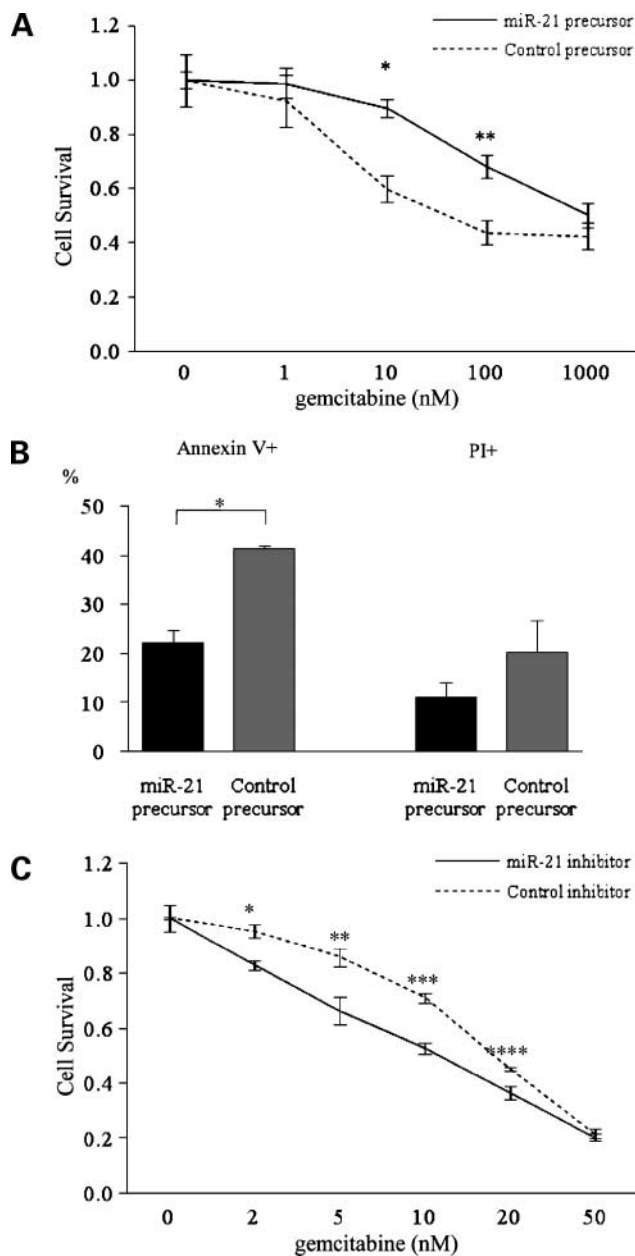 A
miR-21 precursor
Control precursor
Cell Survival
1.2
1.0
0.8
0.6
0.4
0.2
0.0
*
**
0 1 10 100 1000
gemcitabine (nM)
B
Annexin V+ PI+
%
50
40
30
20
10
0
*
miR-21 precursor
Control precursor
miR-21 precursor
Control precursor
C
miR-21 inhibitor
Control inhibitor
Cell Survival
1.2
1.0
0.8
0.6
0.4
0.2
0.0
*
**
***
****
0 2 5 10 20 50
gemcitabine (nM)